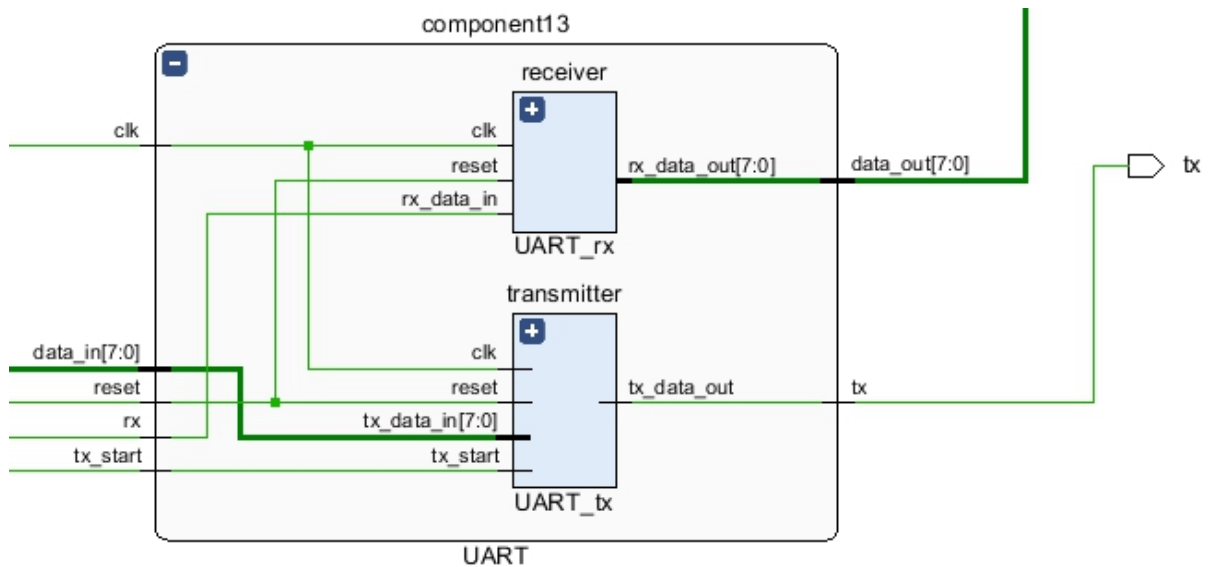 component13
receiver
clk
clk
reset
rx_data_in
rx_data_out[7:0]
data_out[7:0]
tx
UART_rx
transmitter
data_in[7:0]
clk
reset
reset
tx_data_out
tx
rx
tx_data_in[7:0]
tx_start
tx_start
UART_tx
UART